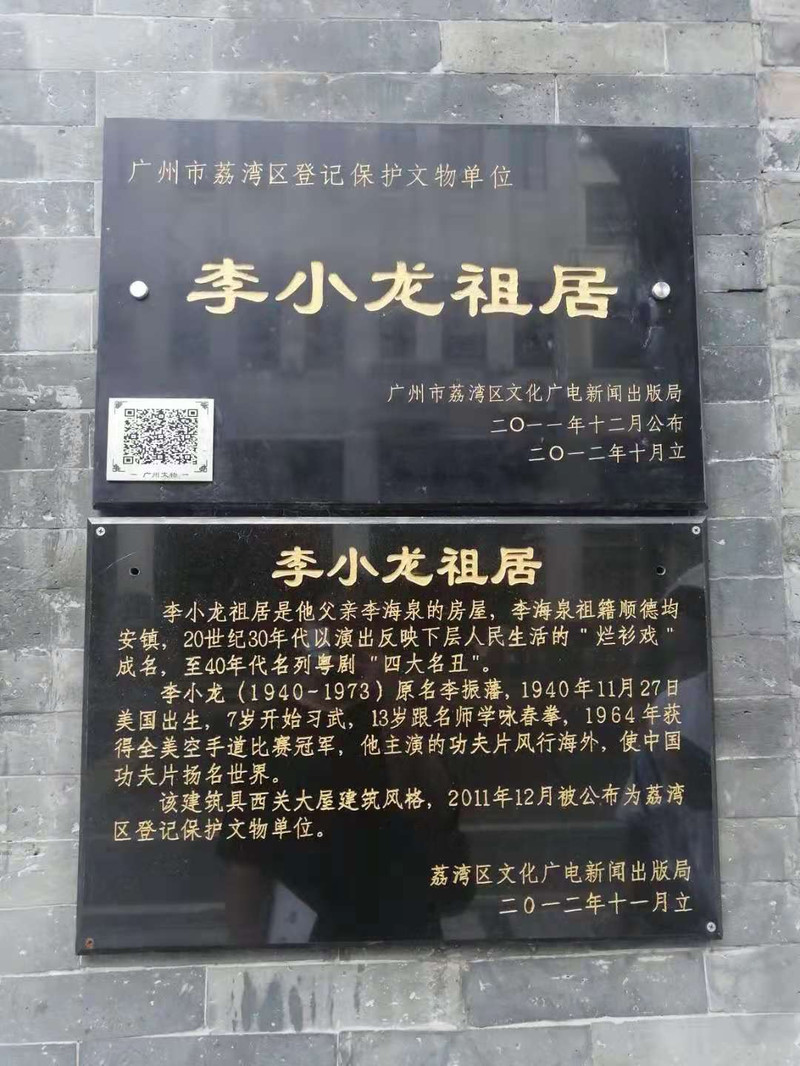 广州市荔湾区登记保护文物单位
李小龙祖居
广州市荔湾区文化广电新闻出版局
二〇一一年十二月公布
二〇一二年十月立
广州文物
李小龙祖居
李小龙祖居是他父亲李海泉的房屋，李海泉祖籍顺德均
安镇，20世纪30年代以演出反映下层人民生活的"烂衫戏"
成名，至40年代名列粤剧"四大名丑"。
李小龙（1940-1973）原名李振藩，1940年11月27日
美国出生，7岁开始习武，13岁跟名师学咏春拳，1964年获
得全美空手道比赛冠军，他主演的功夫片风行海外，使中国
功夫片扬名世界。
该建筑具西关大屋建筑风格，2011年12月被公布为荔湾
区登记保护文物单位。
荔湾区文化广电新闻出版局
二〇一二年十一月立